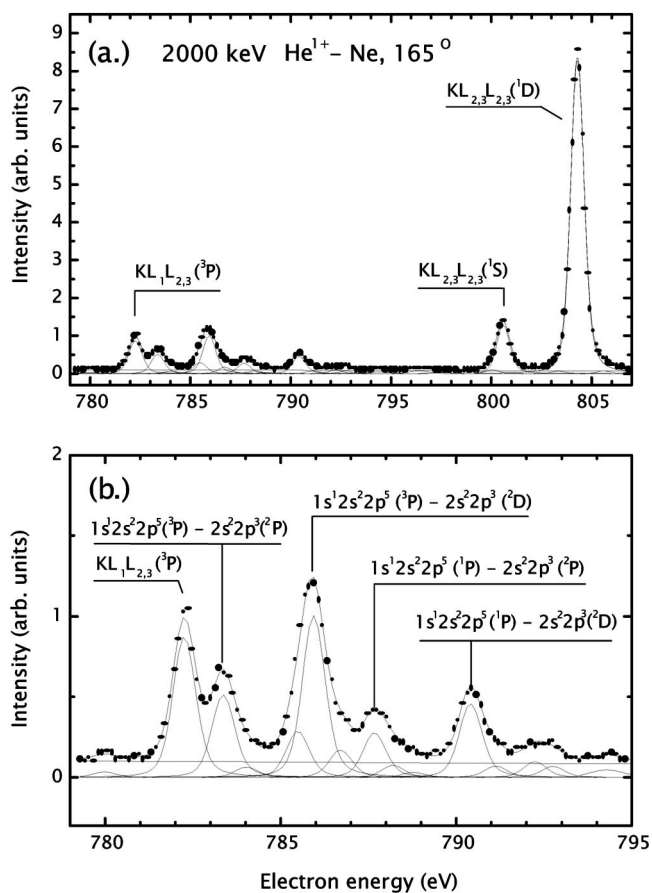 (a.) 2000 keV He¹⁺– Ne, 165⁰
KL₂,₃L₂,₃(¹D)
KL₁L₂,₃(³P)
KL₂,₃L₂,₃(¹S)
Intensity (arb. units)
9
8
7
6
5
4
3
2
1
0
780 785 790 795 800 805
(b.)
1s¹2s²2p⁵ (³P) – 2s²2p³ (²D)
1s¹2s²2p⁵(³P) – 2s²2p³(²P)
KL₁L₂,₃(³P)
1s¹2s²2p⁵ (¹P) – 2s²2p³ (²P)
1s¹2s²2p⁵(¹P) – 2s²2p³(²D)
Intensity (arb. units)
2
1
0
780 785 790 795
Electron energy (eV)